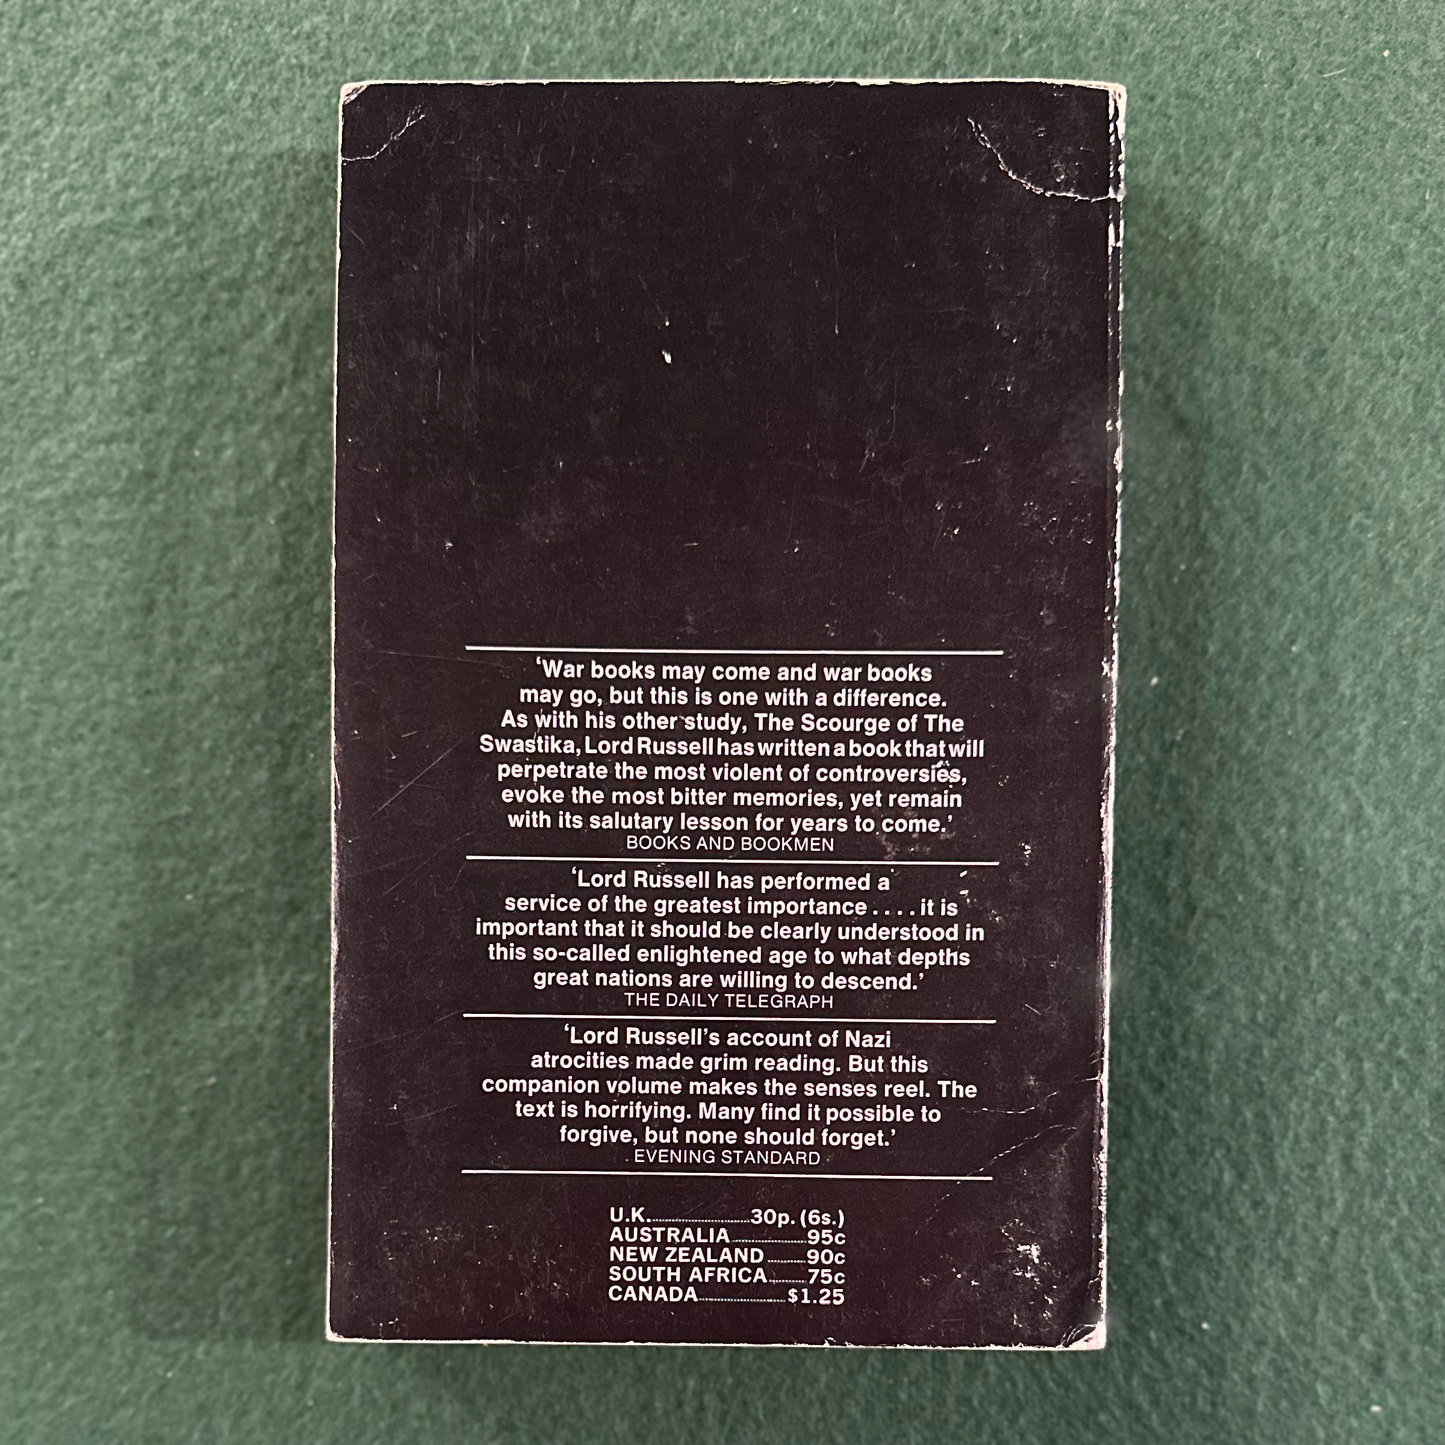 ‘War books may come and war books
may go, but this is one with a difference.
As with his other study, The Scourge of The
Swastika, Lord Russell has written a book that will
perpetrate the most violent of controversies,
evoke the most bitter memories, yet remain
with its salutary lesson for years to come.’
BOOKS AND BOOKMEN
‘Lord Russell has performed a
service of the greatest importance . . . . it is
important that it should be clearly understood in
this so-called enlightened age to what depths
great nations are willing to descend.’
THE DAILY TELEGRAPH
‘Lord Russell’s account of Nazi
atrocities made grim reading. But this
companion volume makes the senses reel. The
text is horrifying. Many find it possible to
forgive, but none should forget.’
EVENING STANDARD
U.K. 30p. (6s.)
AUSTRALIA 95c
NEW ZEALAND 90c
SOUTH AFRICA 75c
CANADA $1.25